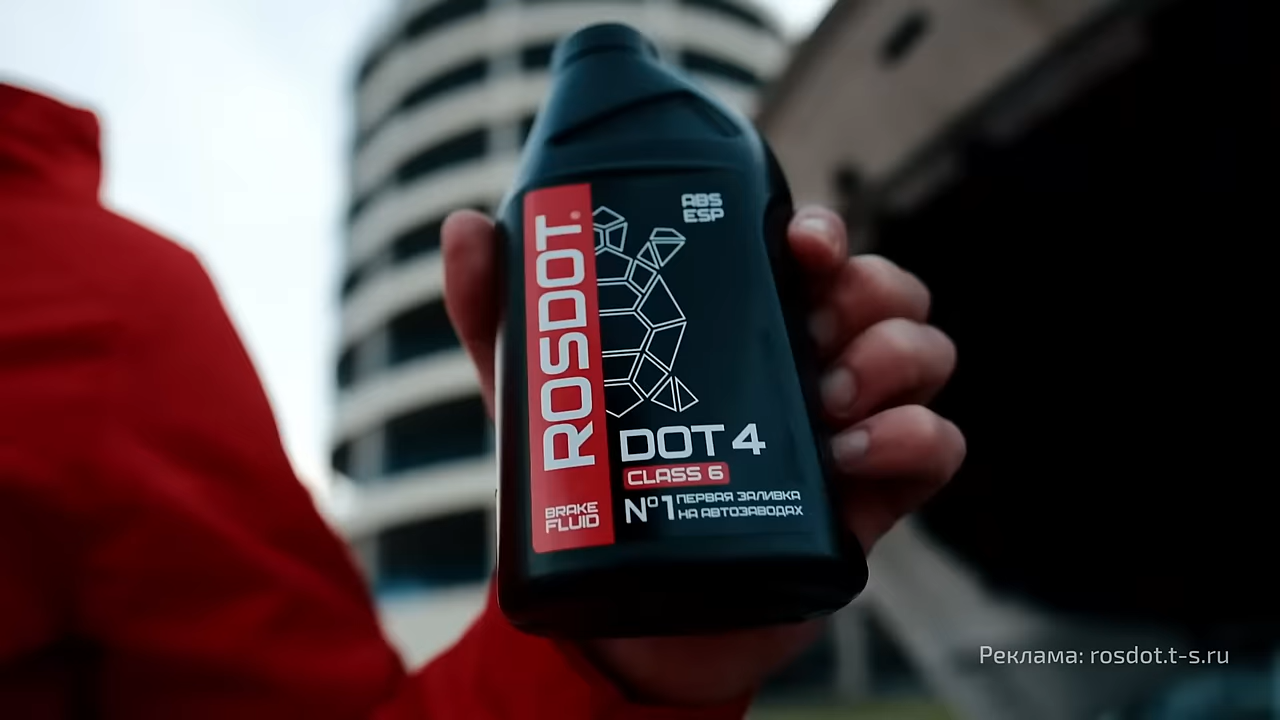 ABS
ESP
ROSDOT®
DOT 4
CLASS 6
BRAKE
FLUID
Nº1 ПЕРВАЯ ЗАЛИВКА
НА АВТОЗАВОДАХ
Реклама: rosdot.t-s.ru